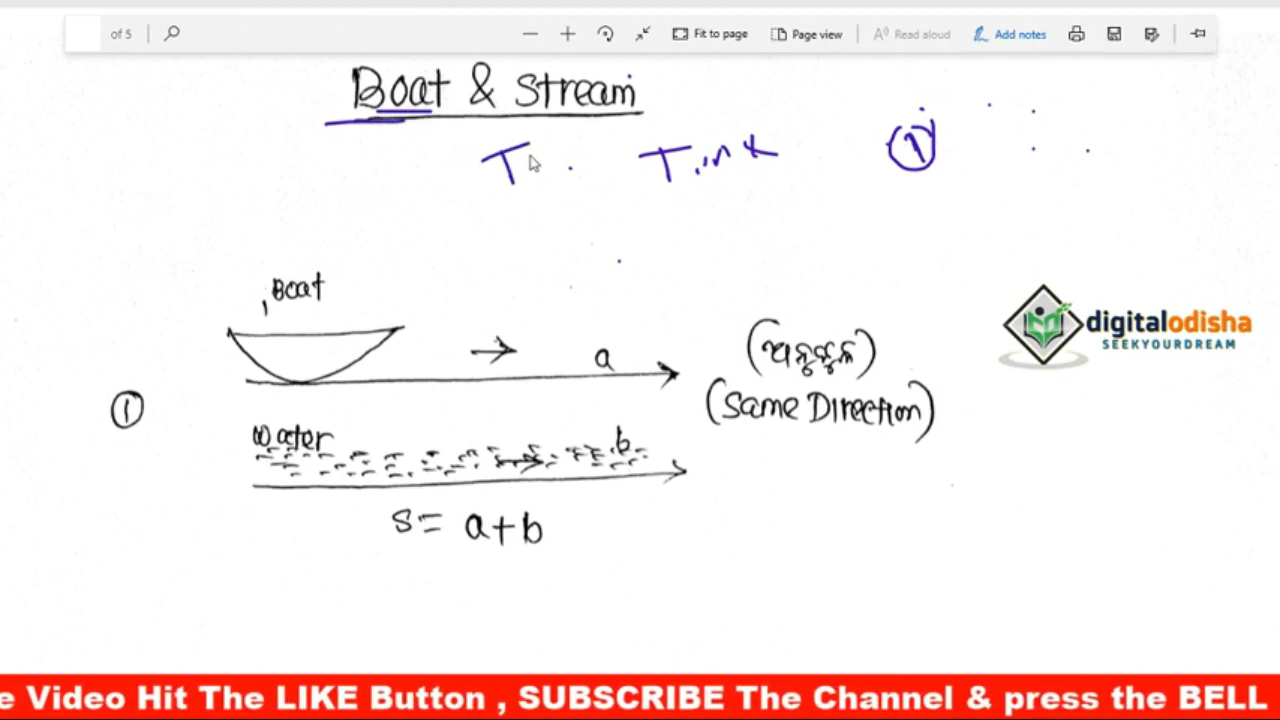 of 5
Fit to page
Page view
Read aloud
Add notes
Boat & Stream
T
T
①
Boat
a
(ଅନୁକୂଳ)
(Same Direction)
①
Water
b
S = a+b
digitalodisha
SEEKYOURDREAM
e Video Hit The LIKE Button , SUBSCRIBE The Channel & press the BELL